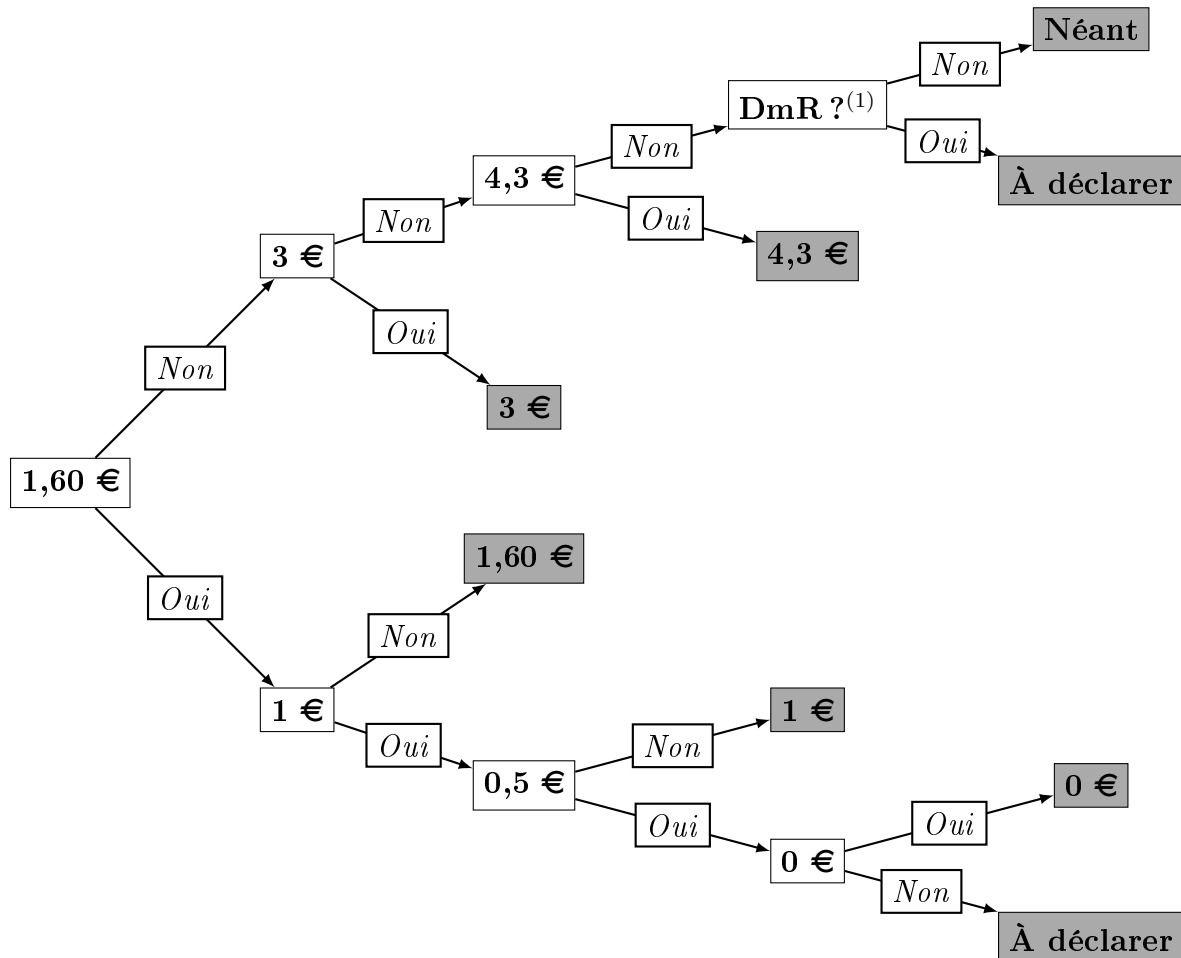 Néant
Non
DmR ?(1)
Oui
À déclarer
Non
4,3 €
Oui
4,3 €
Non
3 €
Oui
3 €
Non
1,60 €
Oui
1,60 €
Non
1 €
Oui
1 €
Non
0,5 €
Oui
0 €
Oui
0 €
Non
À déclarer